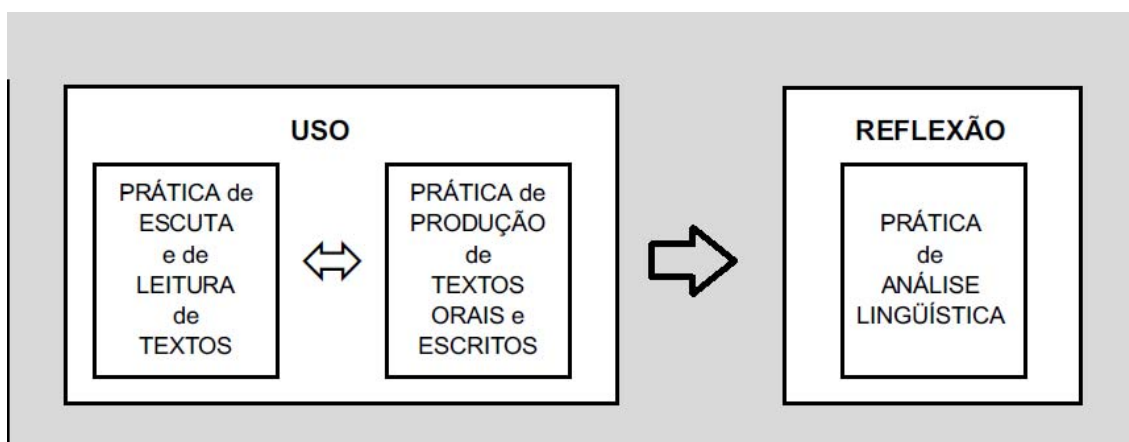 USO
PRÁTICA de
ESCUTA
e de
LEITURA
de
TEXTOS
PRÁTICA de
PRODUÇÃO
de
TEXTOS
ORAIS e
ESCRITOS
REFLEXÃO
PRÁTICA
de
ANÁLISE
LINGÜÍSTICA